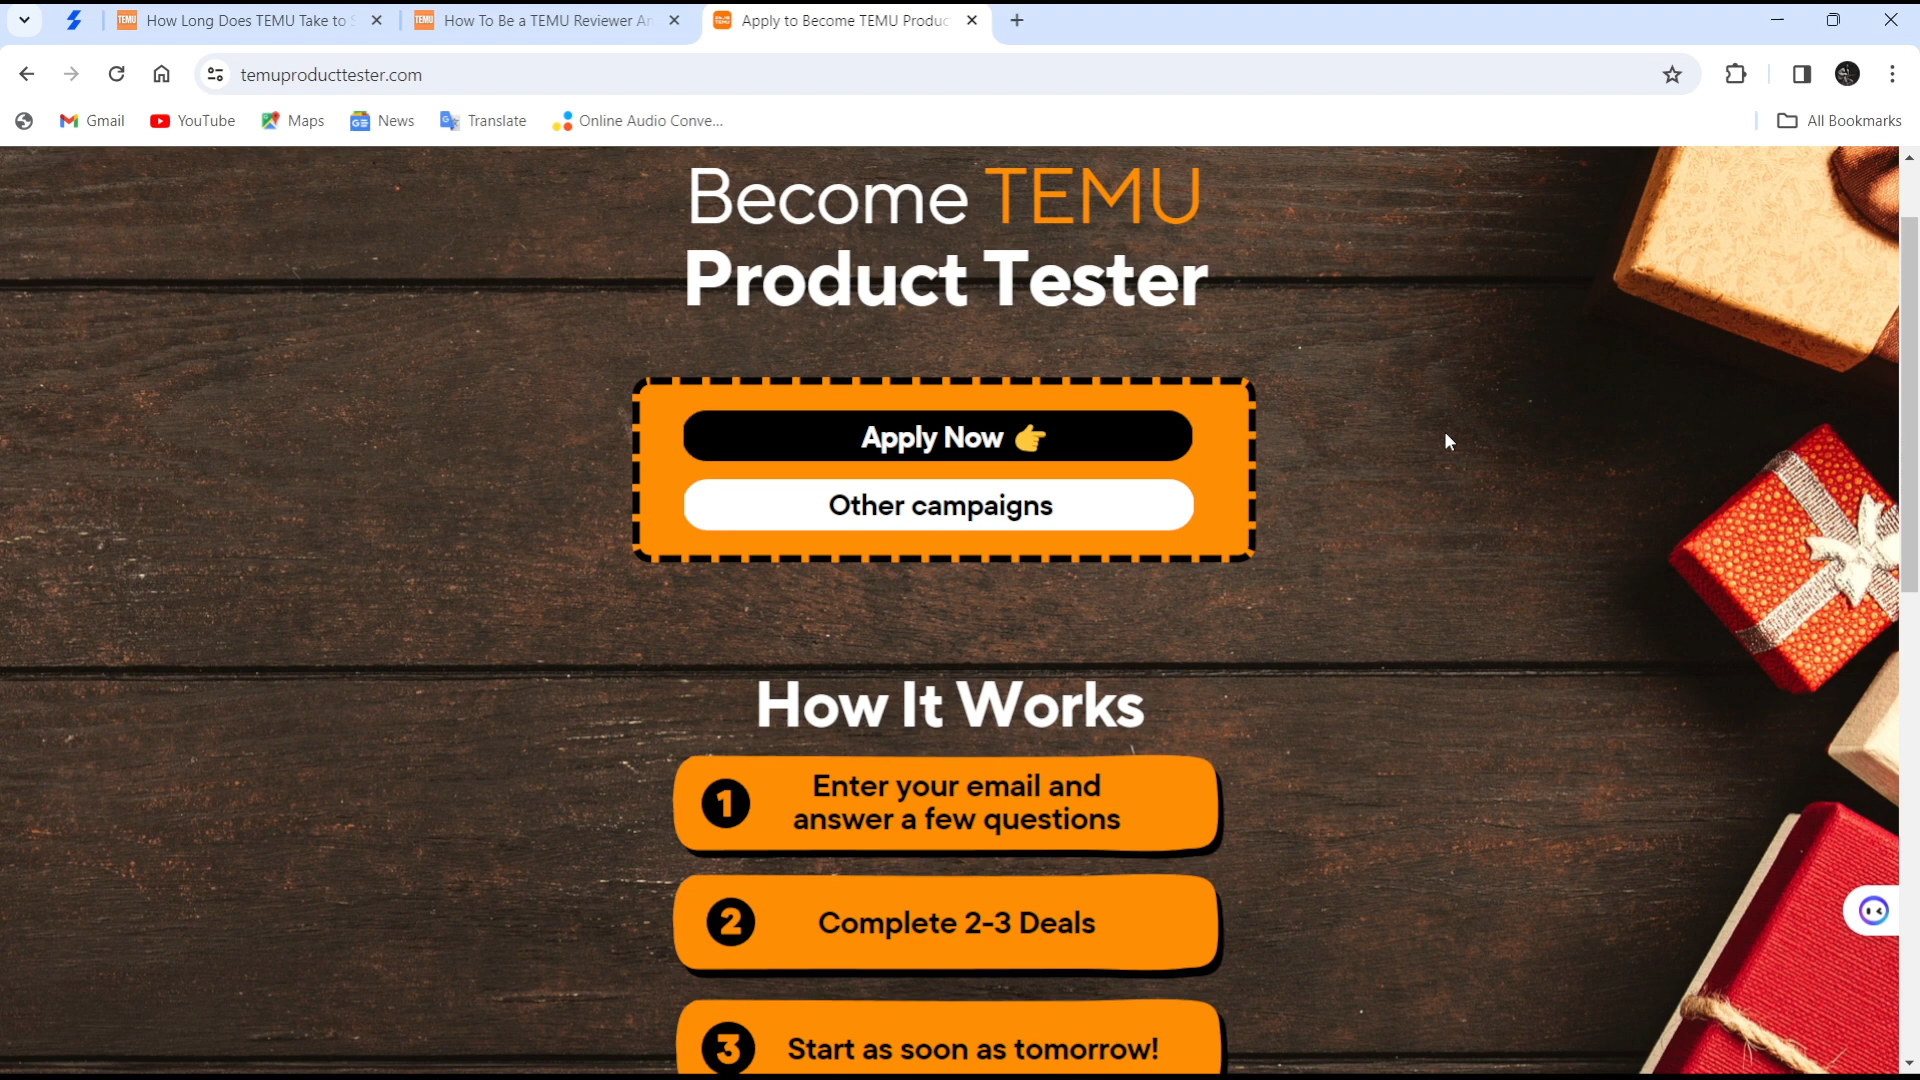 TEMU How Long Does TEMU Take to S
TEMU How To Be a TEMU Reviewer An
Apply to Become TEMU Produc
temuproducttester.com
Gmail
YouTube
Maps
News
Translate
Online Audio Conve...
All Bookmarks
Become TEMU
Product Tester
Apply Now 👉
Other campaigns
How It Works
1 Enter your email and
answer a few questions
2 Complete 2-3 Deals
3 Start as soon as tomorrow!